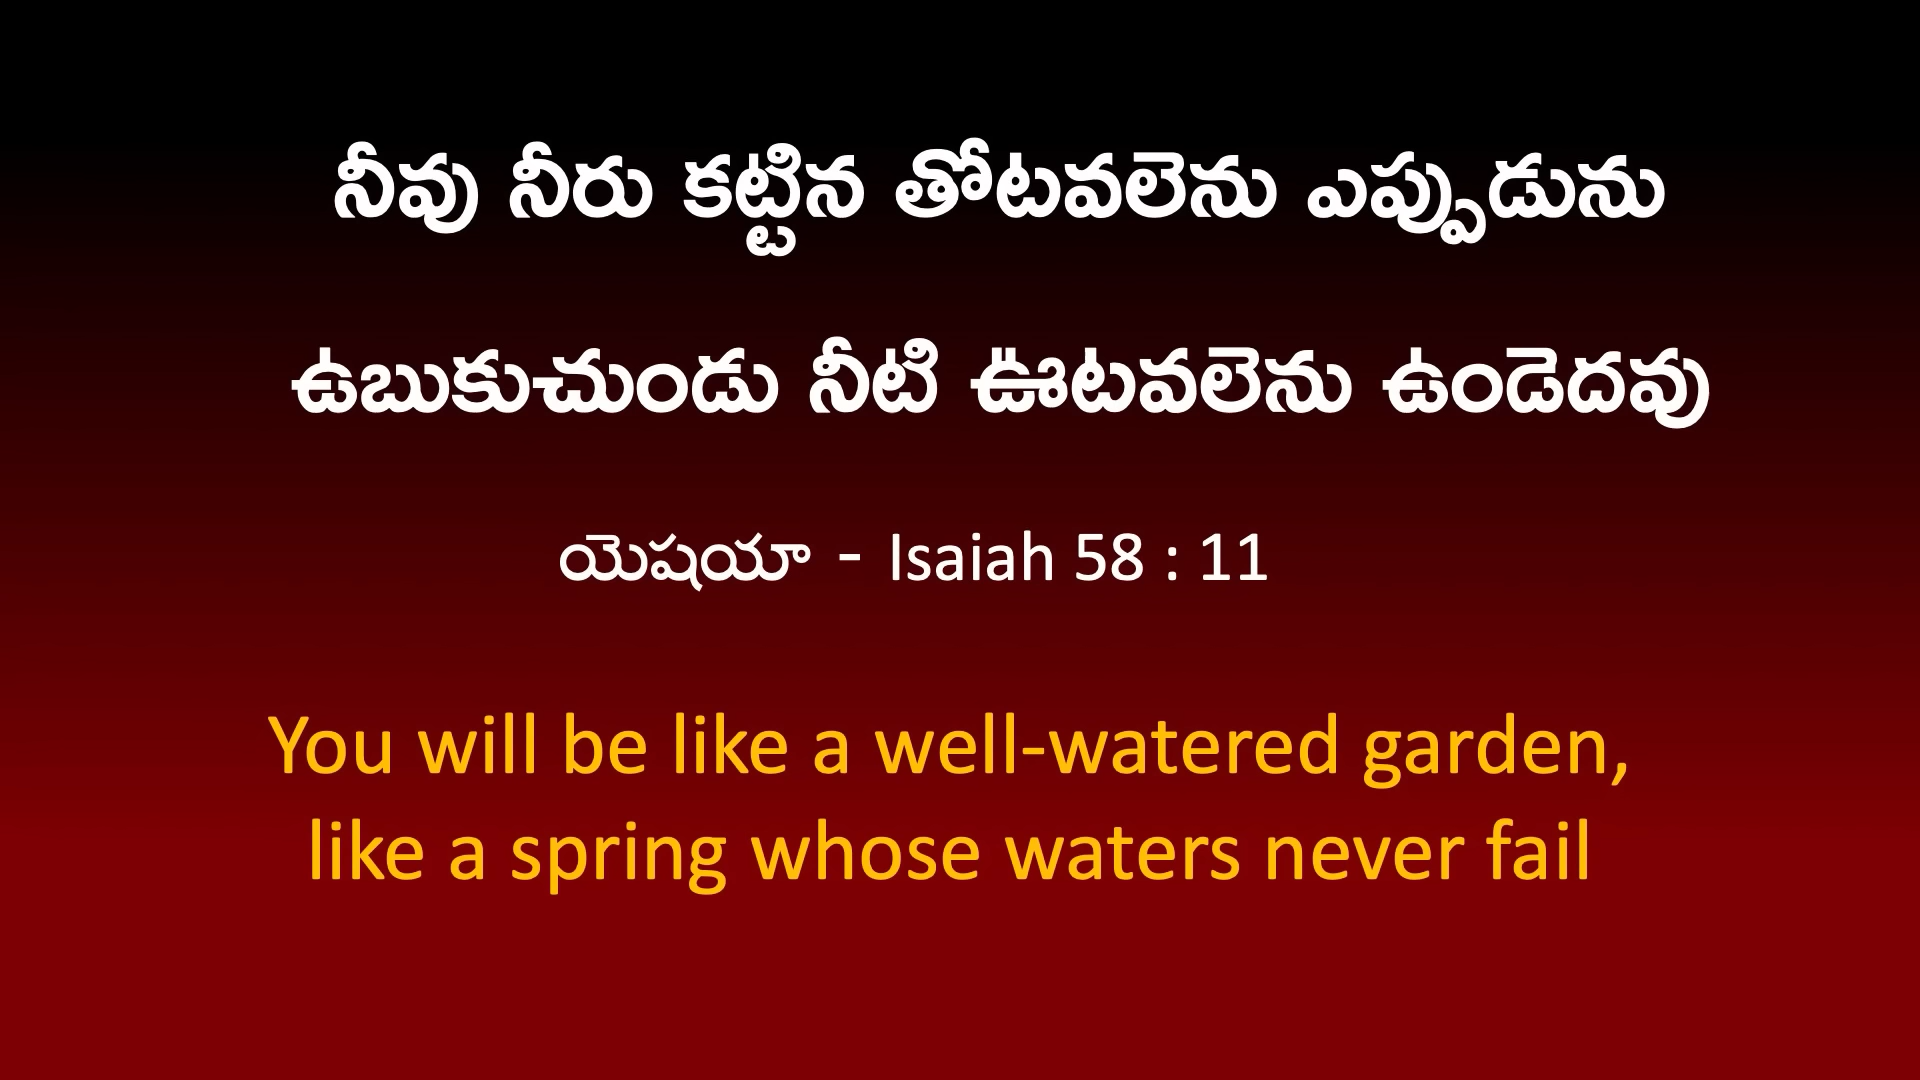 నీవు నీరు కట్టిన తోటవలెను ఎప్పుడును
ఉబుకుచుండు నీటి ఊటవలెను ఉండెదవు
యెషయా - Isaiah 58 : 11
You will be like a well-watered garden,
like a spring whose waters never fail